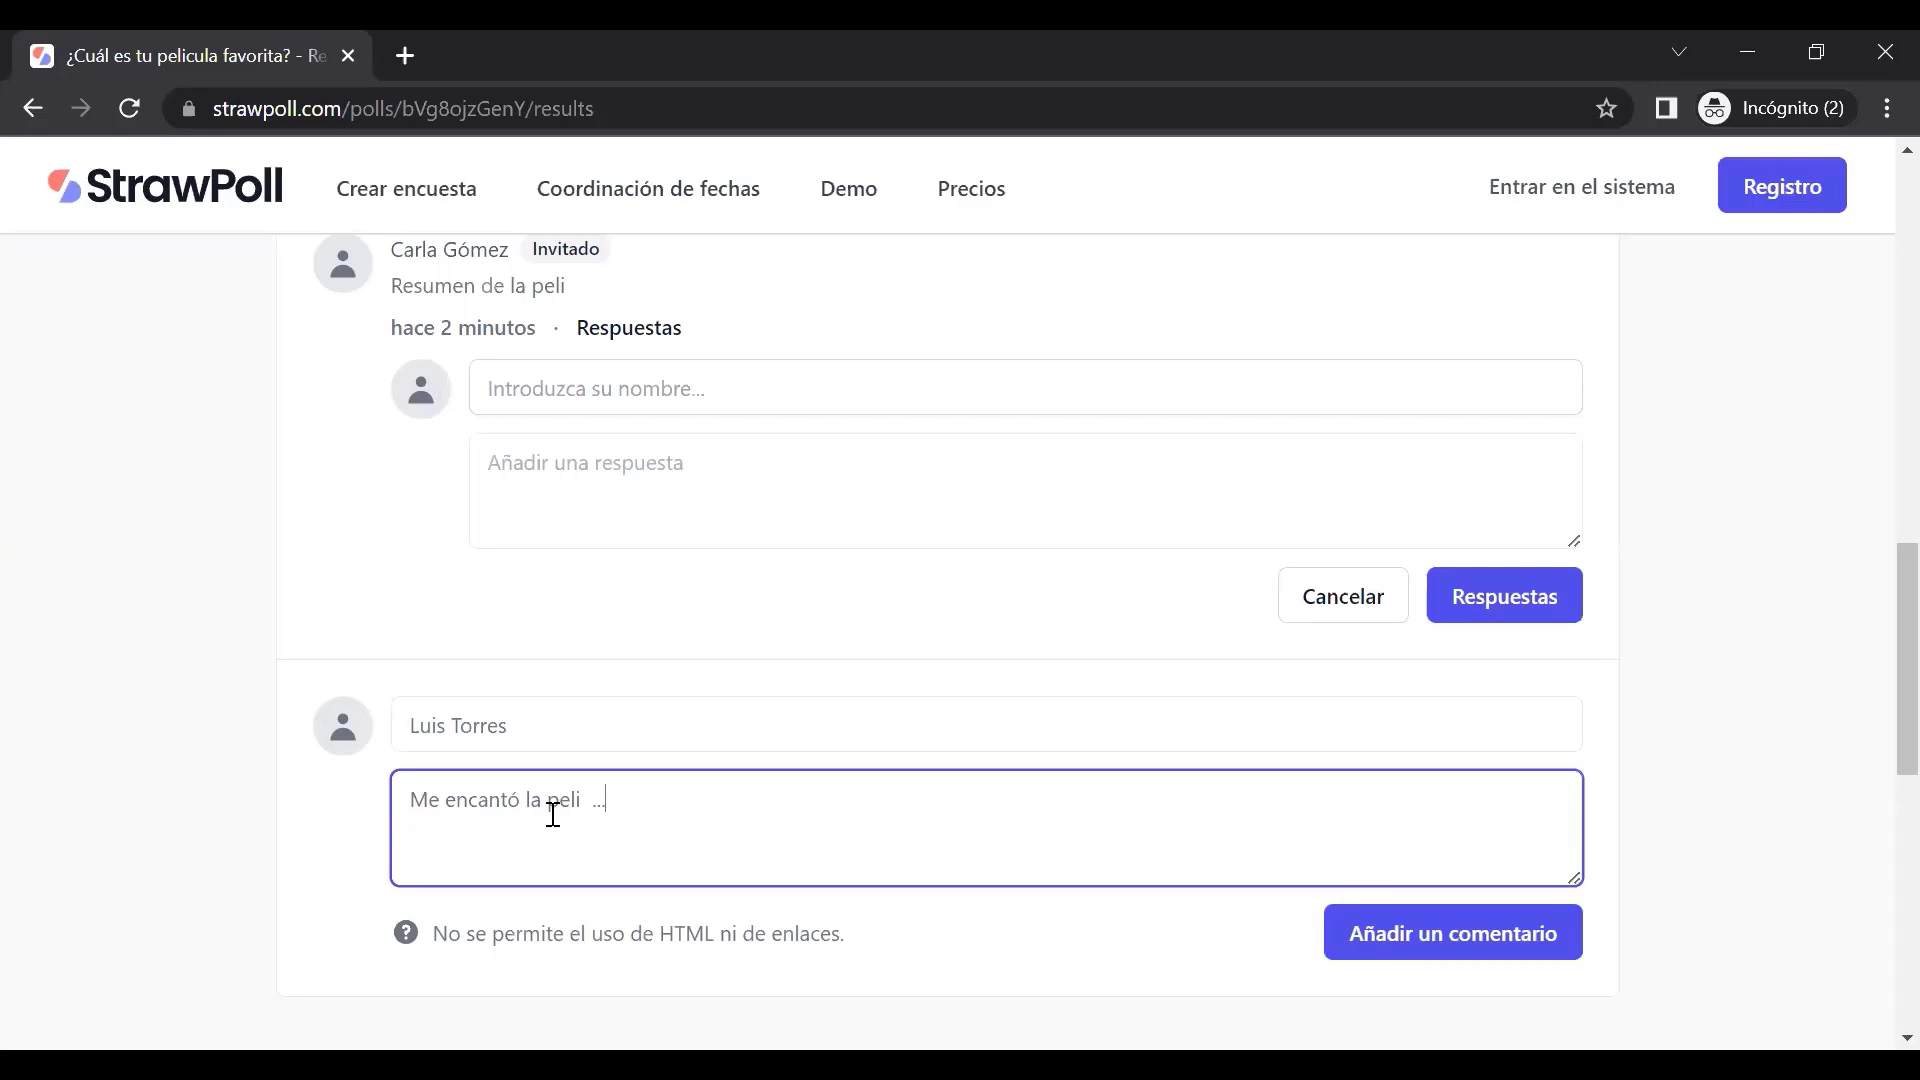 ¿Cuál es tu pelicula favorita? - Re
strawpoll.com/polls/bVg8ojzGenY/results
Incógnito (2)
StrawPoll
Crear encuesta
Coordinación de fechas
Demo
Precios
Entrar en el sistema
Registro
Carla Gómez
Invitado
Resumen de la peli
hace 2 minutos · Respuestas
Introduzca su nombre...
Añadir una respuesta
Cancelar
Respuestas
Luis Torres
Me encantó la peli ...
No se permite el uso de HTML ni de enlaces.
Añadir un comentario